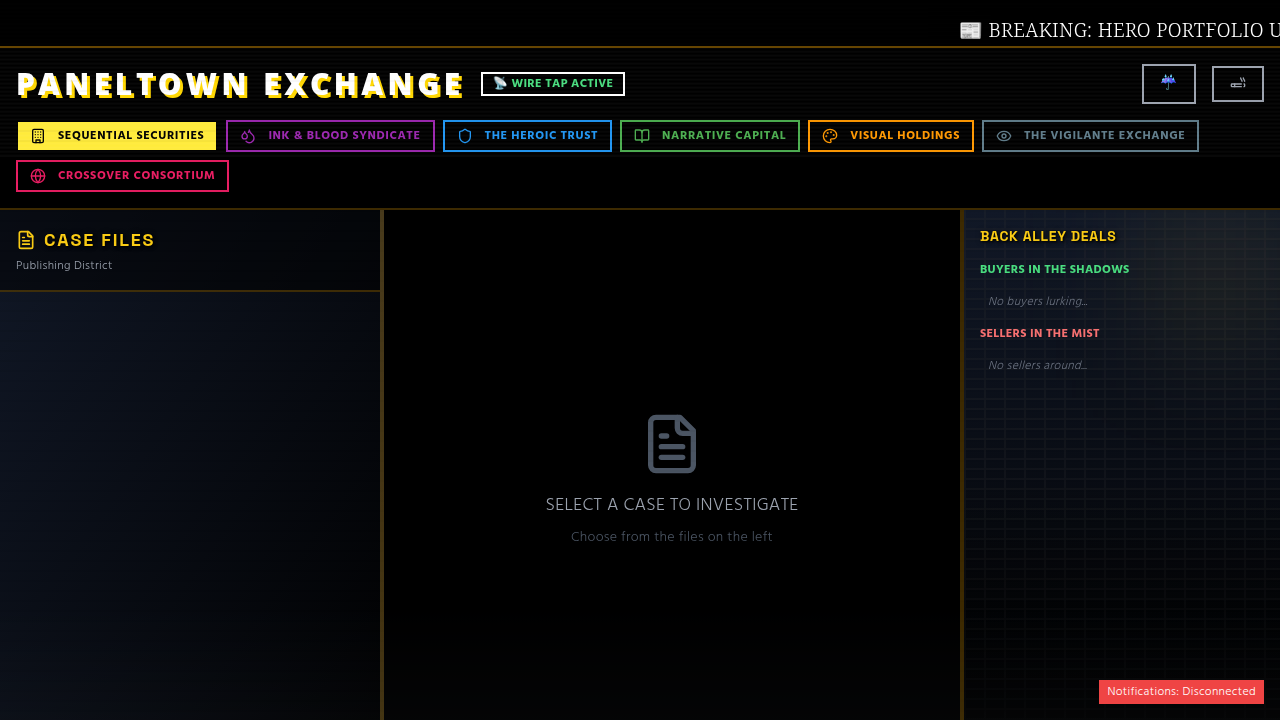 📰 BREAKING: HERO PORTFOLIO U
PANELTOWN EXCHANGE
📡 WIRE TAP ACTIVE
SEQUENTIAL SECURITIES
INK & BLOOD SYNDICATE
THE HEROIC TRUST
NARRATIVE CAPITAL
VISUAL HOLDINGS
THE VIGILANTE EXCHANGE
CROSSOVER CONSORTIUM
CASE FILES
Publishing District
SELECT A CASE TO INVESTIGATE
Choose from the files on the left
BACK ALLEY DEALS
BUYERS IN THE SHADOWS
No buyers lurking...
SELLERS IN THE MIST
No sellers around...
Notifications: Disconnected